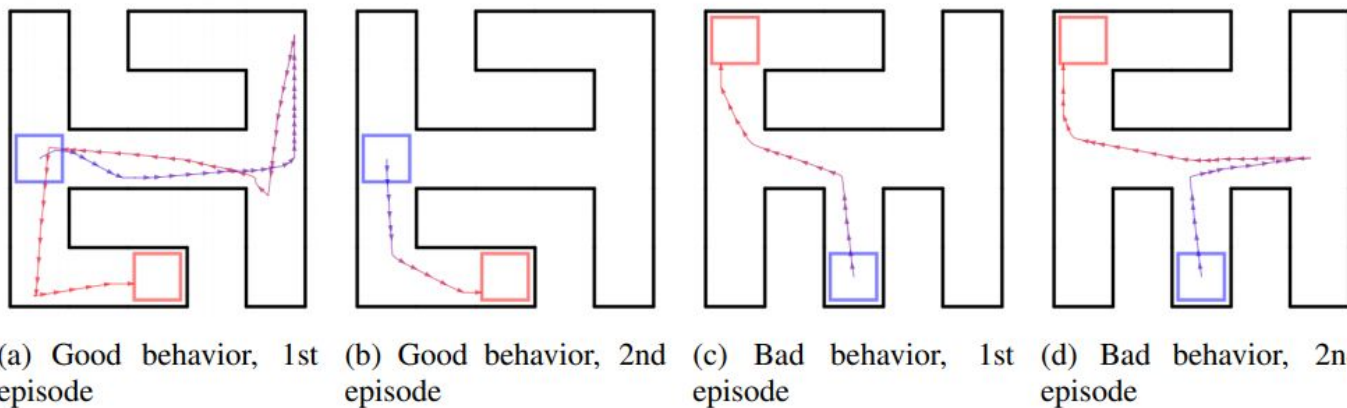 (a) Good behavior, 1st
episode
(b) Good behavior, 2nd
episode
(c) Bad behavior, 1st
episode
(d) Bad behavior, 2n
episode